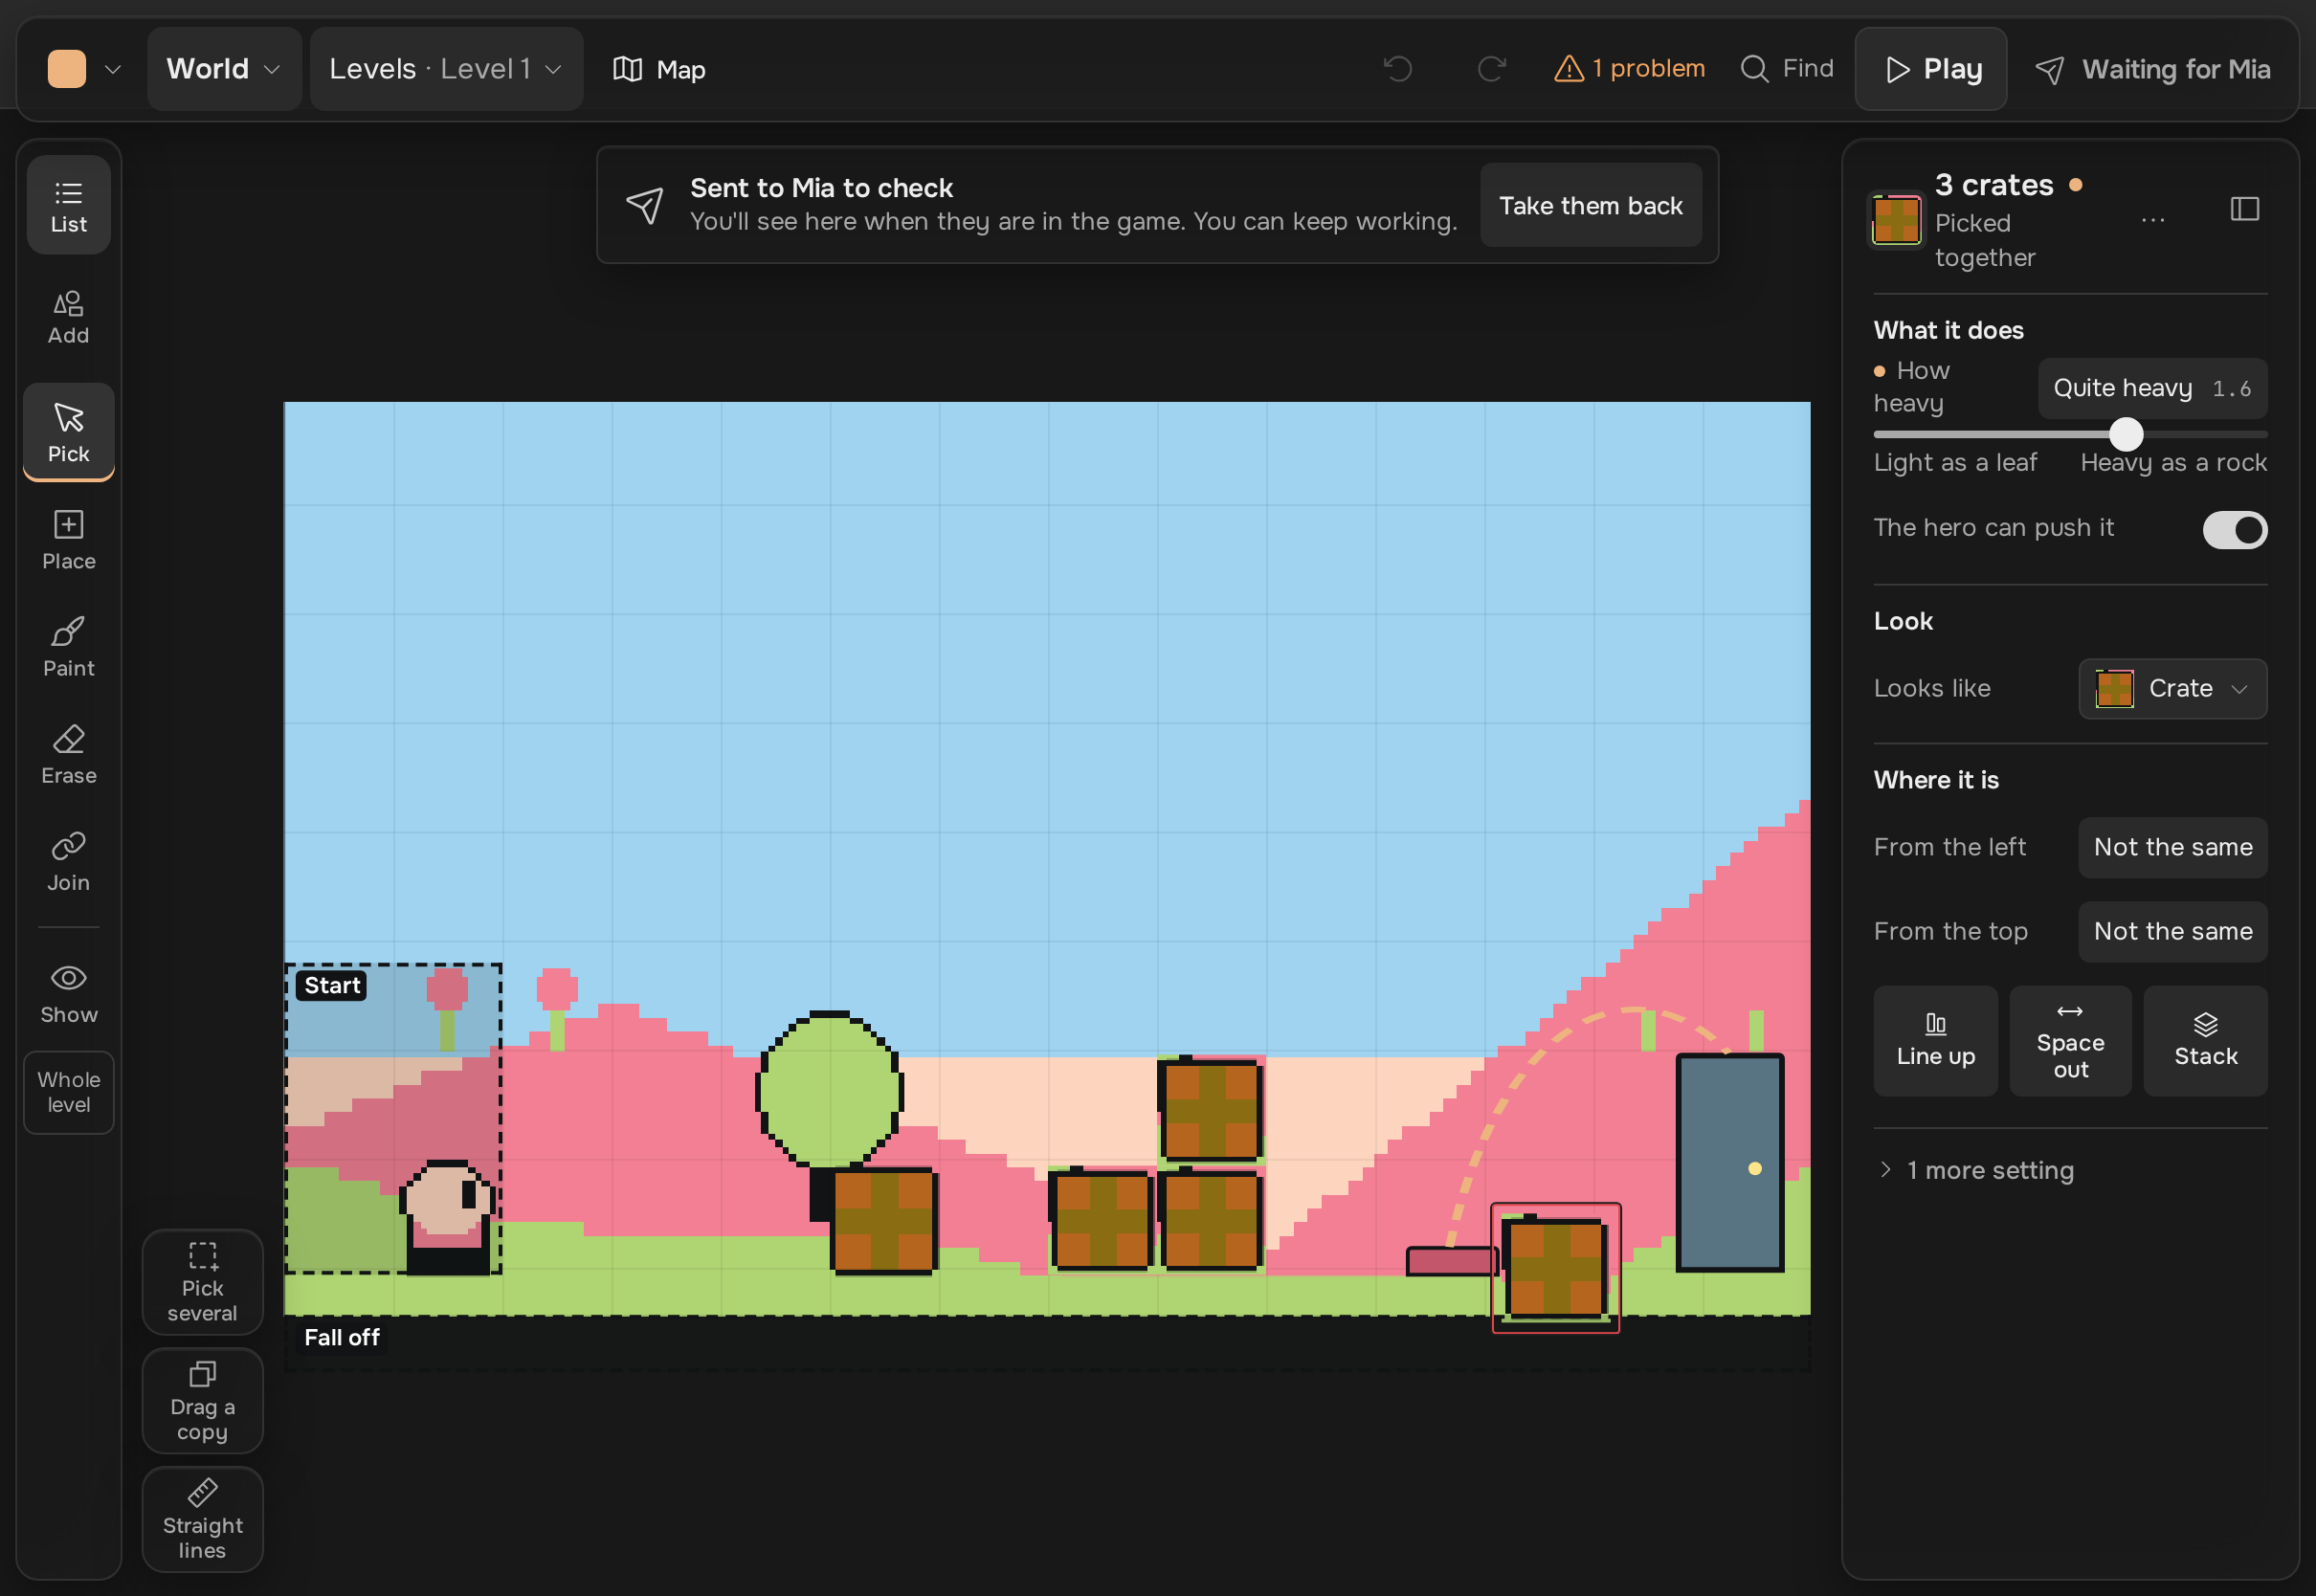 World
Levels · Level 1
Map
1 problem
Find
Play
Waiting for Mia
List
Add
Pick
Place
Paint
Erase
Join
Show
Whole
level
Pick
several
Drag a
copy
Straight
lines
Sent to Mia to check
You'll see here when they are in the game. You can keep working.
Take them back
Start
Fall off
3 crates
Picked
together
What it does
How
heavy
Quite heavy 1.6
Light as a leaf
Heavy as a rock
The hero can push it
Look
Looks like
Crate
Where it is
From the left
Not the same
From the top
Not the same
Line up
Space
out
Stack
1 more setting